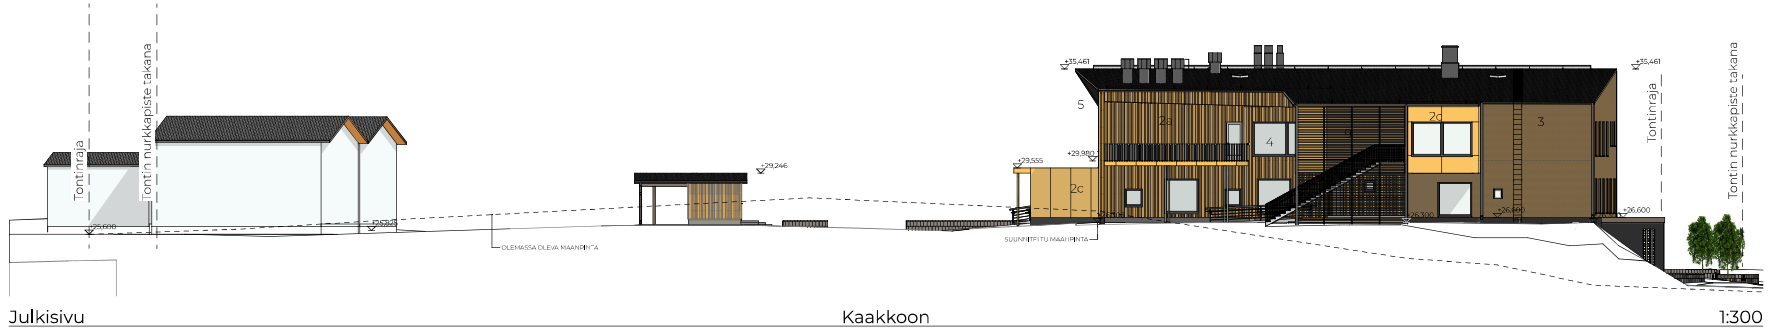 Tontinraja
Tontin nurkkapiste takana
+35,461
+35,461
Tontinraja
Tontin nurkkapiste takana
5
2a
4
2c
3
+29,246
+29,555
+29,980
2c
25,600
+26,300
+26,600
+26,600
OLEMASSA OLEVA MAANPINTA
MAANPINTA
Julkisivu
Kaakkoon
1:300